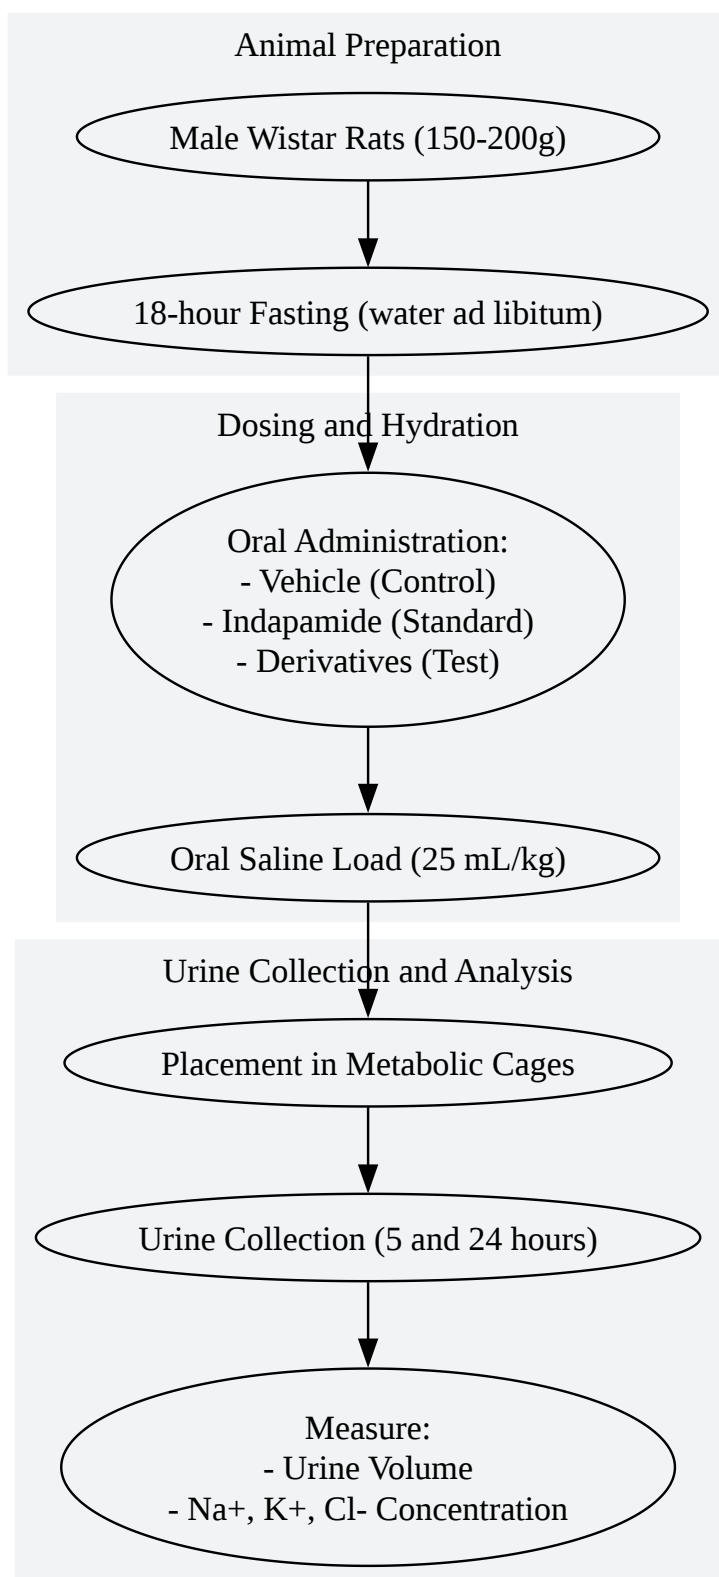 Animal Preparation
Male Wistar Rats (150-200g)
18-hour Fasting (water ad libitum)
Dosing and Hydration
Oral Administration:
- Vehicle (Control)
- Indapamide (Standard)
- Derivatives (Test)
Oral Saline Load (25 mL/kg)
Urine Collection and Analysis
Placement in Metabolic Cages
Urine Collection (5 and 24 hours)
Measure:
- Urine Volume
- Na+, K+, Cl- Concentration